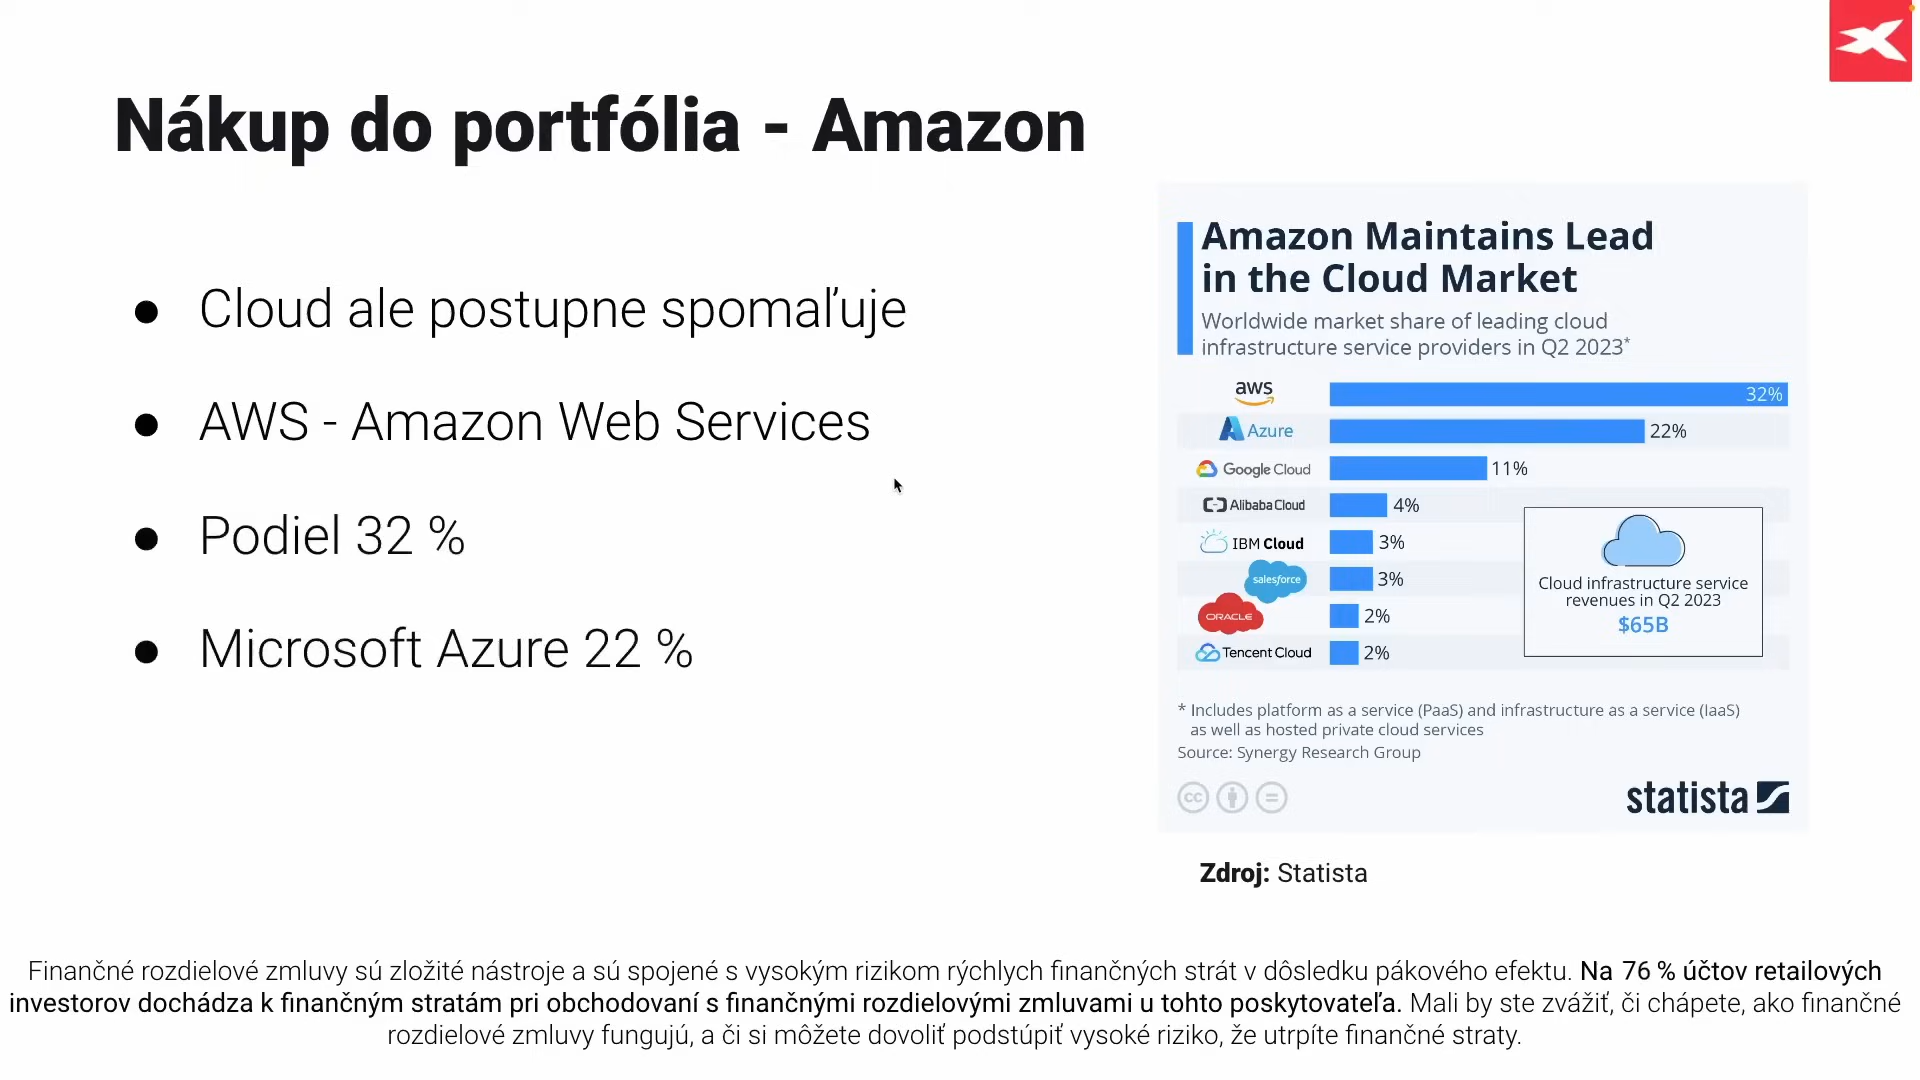 Nákup do portfólia - Amazon
● Cloud ale postupne spomaľuje
● AWS - Amazon Web Services
● Podiel 32 %
● Microsoft Azure 22 %
Amazon Maintains Lead
in the Cloud Market
Worldwide market share of leading cloud
infrastructure service providers in Q2 2023*
aws 32%
Azure 22%
Google Cloud 11%
Alibaba Cloud 4%
IBM Cloud 3%
salesforce 3%
ORACLE 2%
Tencent Cloud 2%
Cloud infrastructure service
revenues in Q2 2023
$65B
* Includes platform as a service (PaaS) and infrastructure as a service (IaaS)
as well as hosted private cloud services
Source: Synergy Research Group
cc
statista
Zdroj: Statista
Finančné rozdielové zmluvy sú zložité nástroje a sú spojené s vysokým rizikom rýchlych finančných strát v dôsledku pákového efektu. Na 76 % účtov retailových
investorov dochádza k finančným stratám pri obchodovaní s finančnými rozdielovými zmluvami u tohto poskytovateľa. Mali by ste zvážiť, či chápete, ako finančné
rozdielové zmluvy fungujú, a či si môžete dovoliť podstúpiť vysoké riziko, že utrpíte finančné straty.